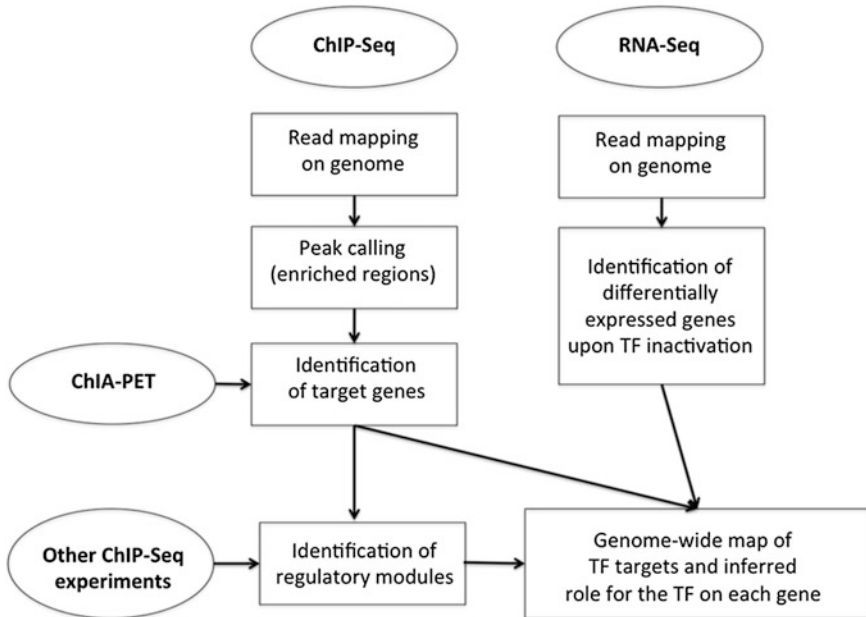 ChIP-Seq
RNA-Seq
Read mapping
on genome
Read mapping
on genome
Peak calling
(enriched regions)
Identification of
differentially
expressed genes
upon TF inactivation
ChIA-PET
Identification
of target genes
Other ChIP-Seq
experiments
Identification of
regulatory modules
Genome-wide map of
TF targets and inferred
role for the TF on each gene